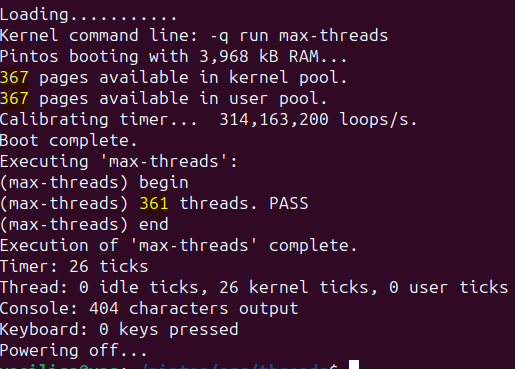 Loading...........
Kernel command line: -q run max-threads
Pintos booting with 3,968 kB RAM...
367 pages available in kernel pool.
367 pages available in user pool.
Calibrating timer...  314,163,200 loops/s.
Boot complete.
Executing 'max-threads':
(max-threads) begin
(max-threads) 361 threads. PASS
(max-threads) end
Execution of 'max-threads' complete.
Timer: 26 ticks
Thread: 0 idle ticks, 26 kernel ticks, 0 user ticks
Console: 404 characters output
Keyboard: 0 keys pressed
Powering off...